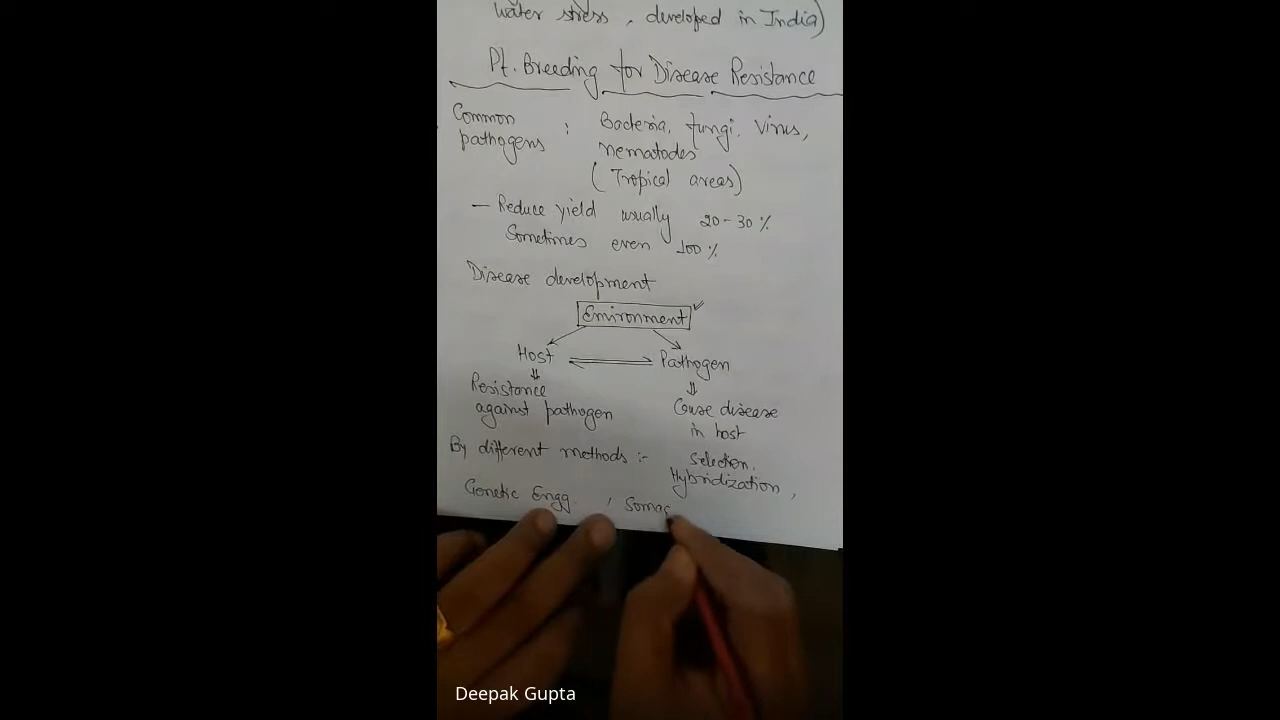 water stress, developed in India)
Pt. Breeding for Disease Resistance
Common pathogens : Bacteria, fungi, Virus,
nematodes
(Tropical areas)
— Reduce yield usually 20-30%
Sometimes even 100%
Disease development
Environment ✓
Host ⇌ Pathogen
⇓ ⇓
Resistance against pathogen
Cause disease in host
By different methods :- Selection,
Hybridization,
Genetic Engg. , Somac
Deepak Gupta